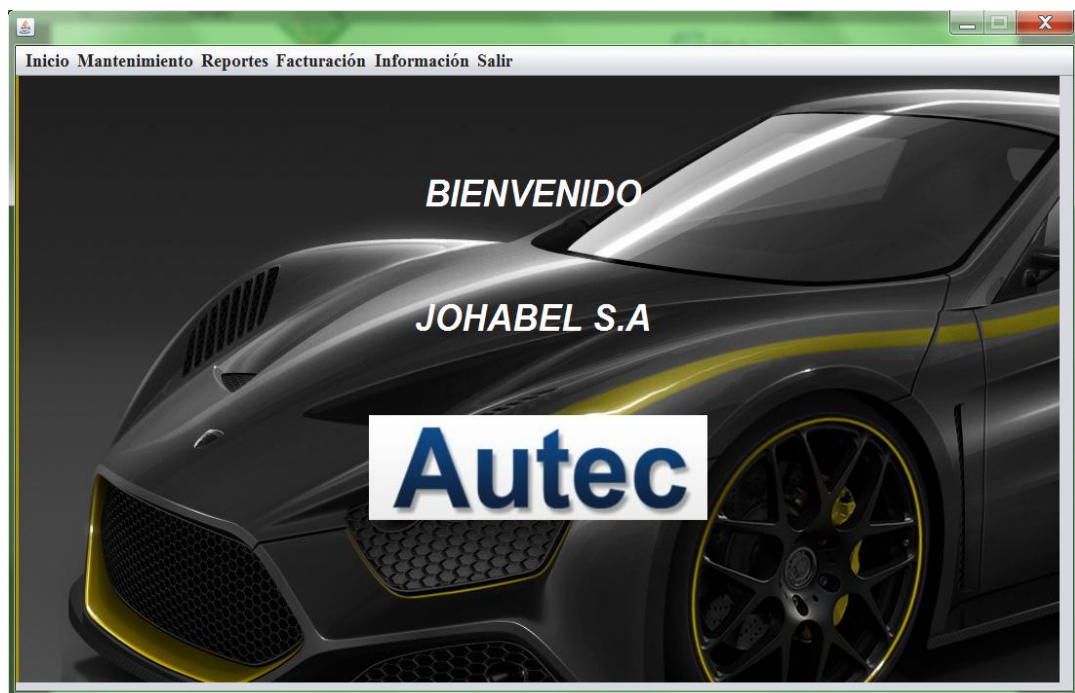 Inicio Mantenimiento Reportes Facturación Información Salir
BIENVENIDO
JOHABEL S.A
Autec